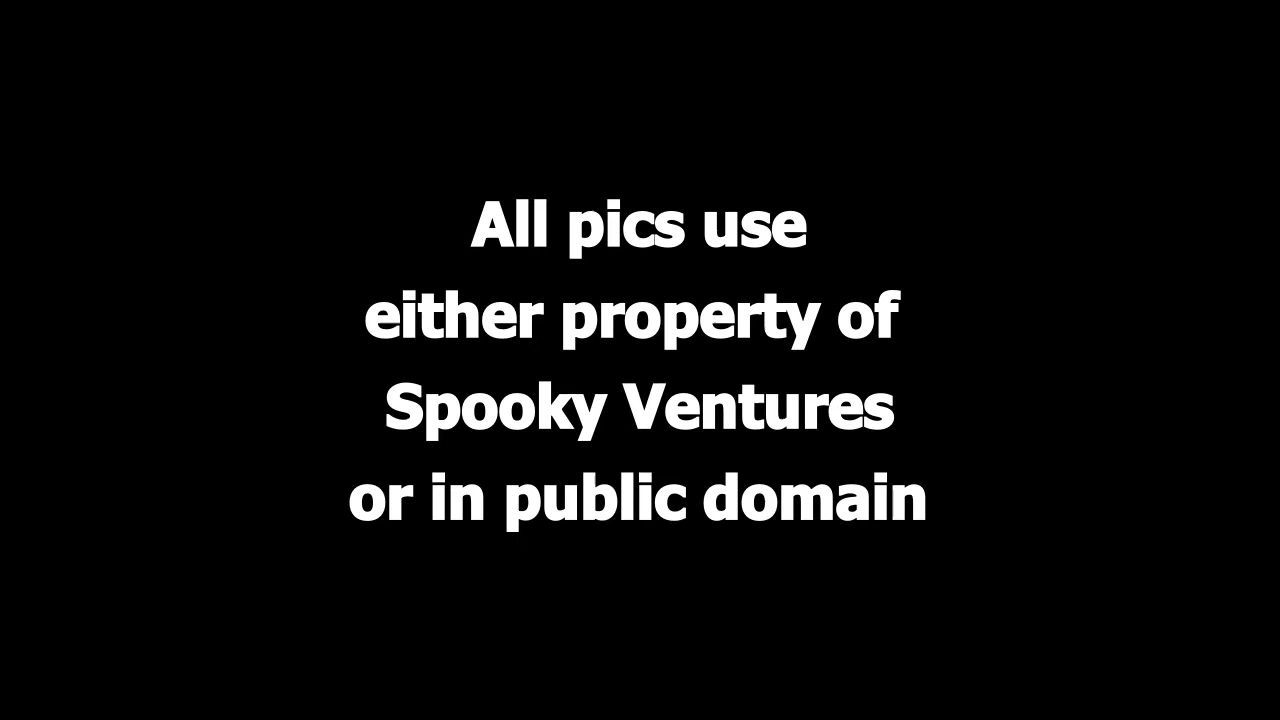 All pics use
either property of
Spooky Ventures
or in public domain